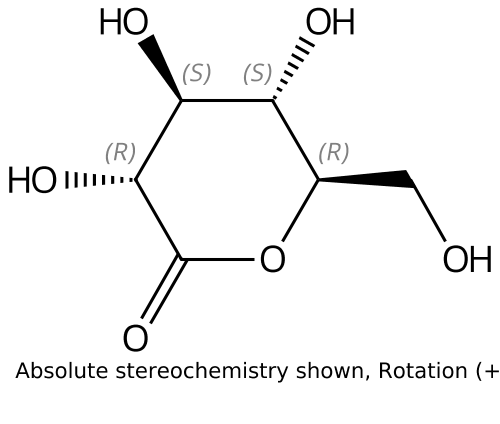 HO OH
(S) (S)
(R) (R)
HO
O OH
O
Absolute stereochemistry shown, Rotation (+